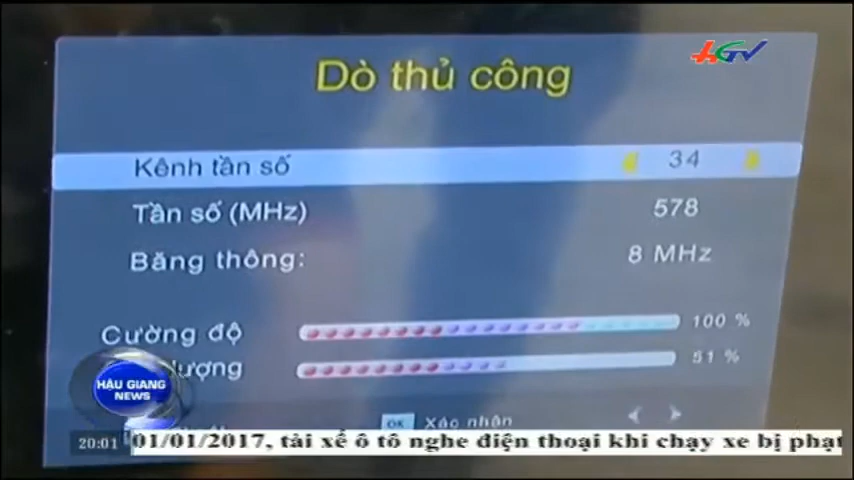 HGTV
Dò thủ công
Kênh tần số 34
Tần số (MHz) 578
Băng thông: 8 MHz
Cường độ 100 %
lượng 51 %
HẬU GIANG
NEWS
OK Xác nhận
20:01 01/01/2017, tài xế ô tô nghe điện thoại khi chạy xe bị phạt